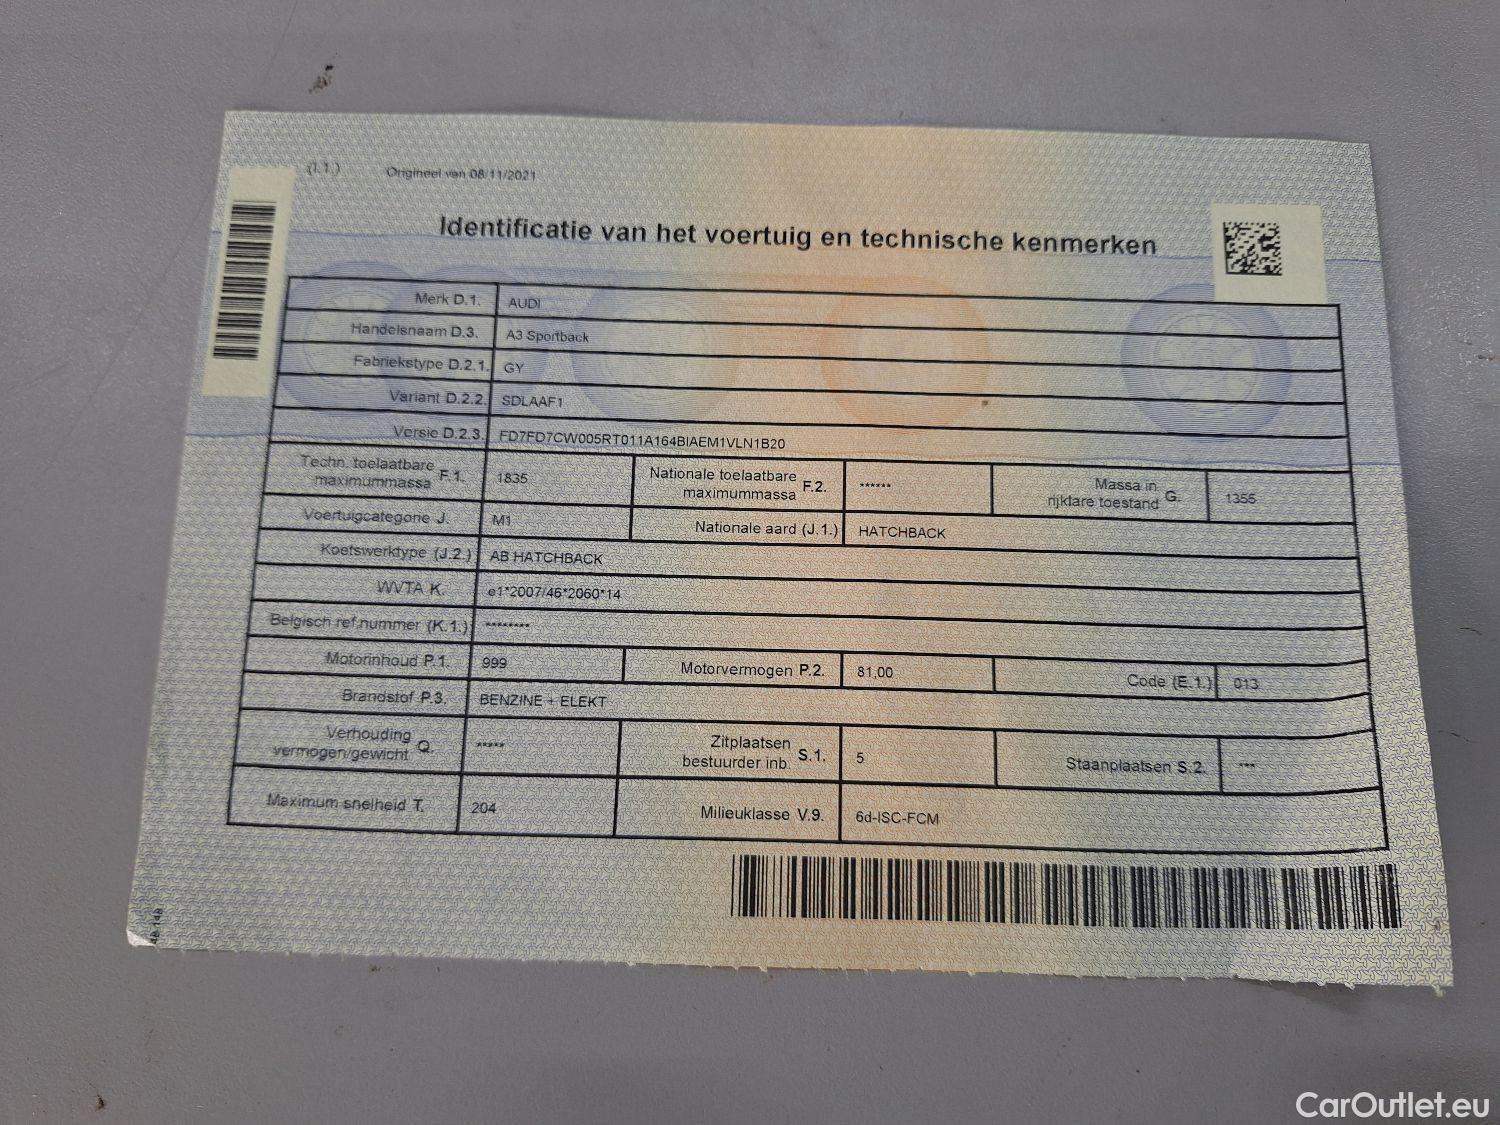 (I.1.) Origineel van 08/11/2021
Identificatie van het voertuig en technische kenmerken
Merk D.1. AUDI
Handelsnaam D.3. A3 Sportback
Fabriekstype D.2.1. GY
Variant D.2.2. SDLAAF1
Versie D.2.3. FD7FD7CW005RT011A164BIAEM1VLN1B20
Techn. toelaatbare maximummassa F.1. 1835 Nationale toelaatbare maximummassa F.2. ****** Massa in rijklare toestand G. 1355
Voertuigcategorie J. M1 Nationale aard (J.1.) HATCHBACK
Koetswerktype (J.2.) AB HATCHBACK
WVTA K. e1*2007/46*2060*14
Belgisch ref.nummer (K.1.) ********
Motorinhoud P.1. 999 Motorvermogen P.2. 81,00 Code (E.1.) 013
Brandstof P.3. BENZINE + ELEKT
Verhouding vermogen/gewicht Q. ***** Zitplaatsen bestuurder inb. S.1. 5 Staanplaatsen S.2. ***
Maximum snelheid T. 204 Milieuklasse V.9. 6d-ISC-FCM
CarOutlet.eu